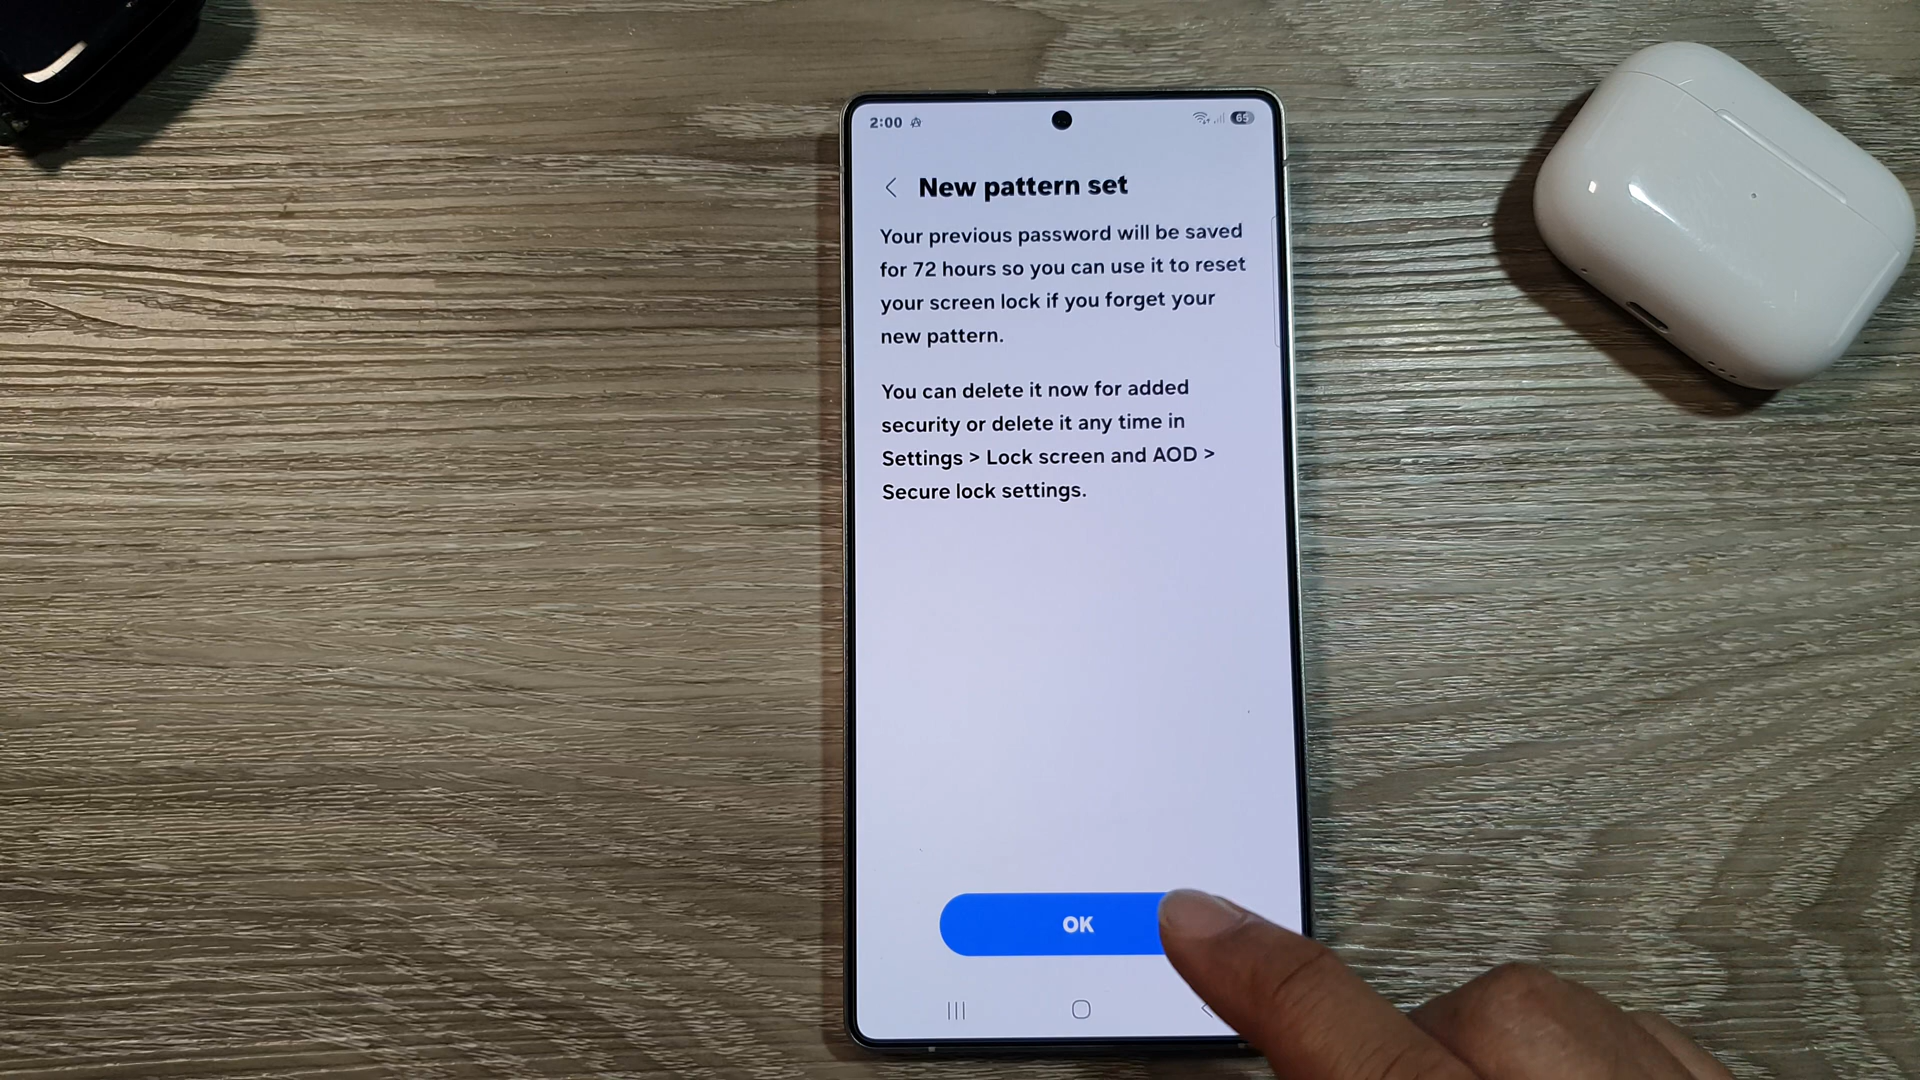 2:00
65
New pattern set
Your previous password will be saved
for 72 hours so you can use it to reset
your screen lock if you forget your
new pattern.
You can delete it now for added
security or delete it any time in
Settings > Lock screen and AOD >
Secure lock settings.
OK